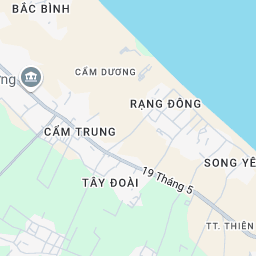 BẮC BÌNH
CẨM DƯƠNG
RẠNG ĐÔNG
CẨM TRUNG
SONG YÊ
19 Tháng 5
TÂY ĐOÀI
TT. THIÊN